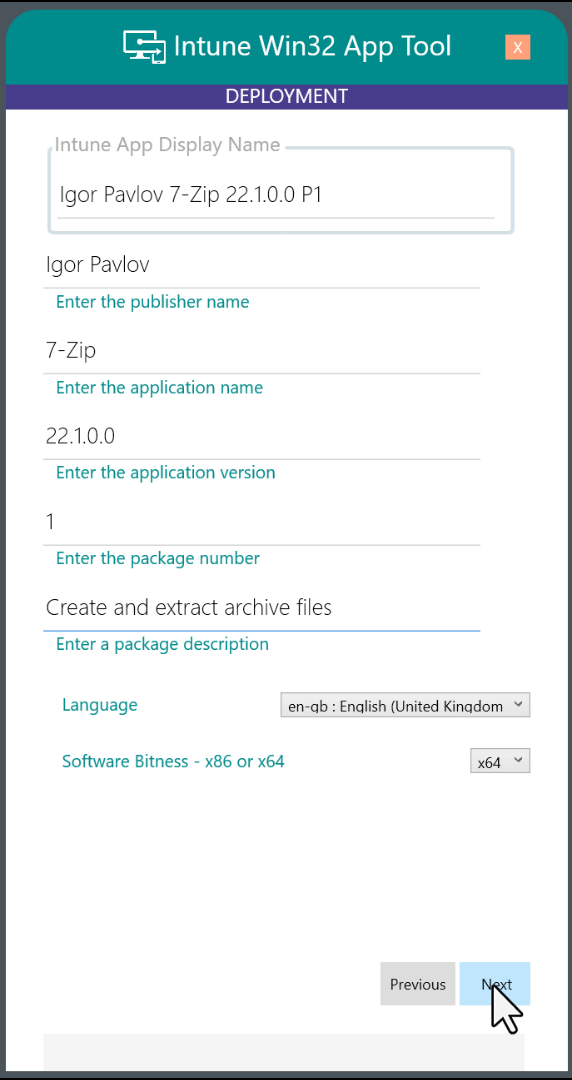 Intune Win32 App Tool
X
DEPLOYMENT
Intune App Display Name
Igor Pavlov 7-Zip 22.1.0.0 P1
Igor Pavlov
Enter the publisher name
7-Zip
Enter the application name
22.1.0.0
Enter the application version
1
Enter the package number
Create and extract archive files
Enter a package description
Language
en-gb : English (United Kingdom
Software Bitness - x86 or x64
x64
Previous
Next